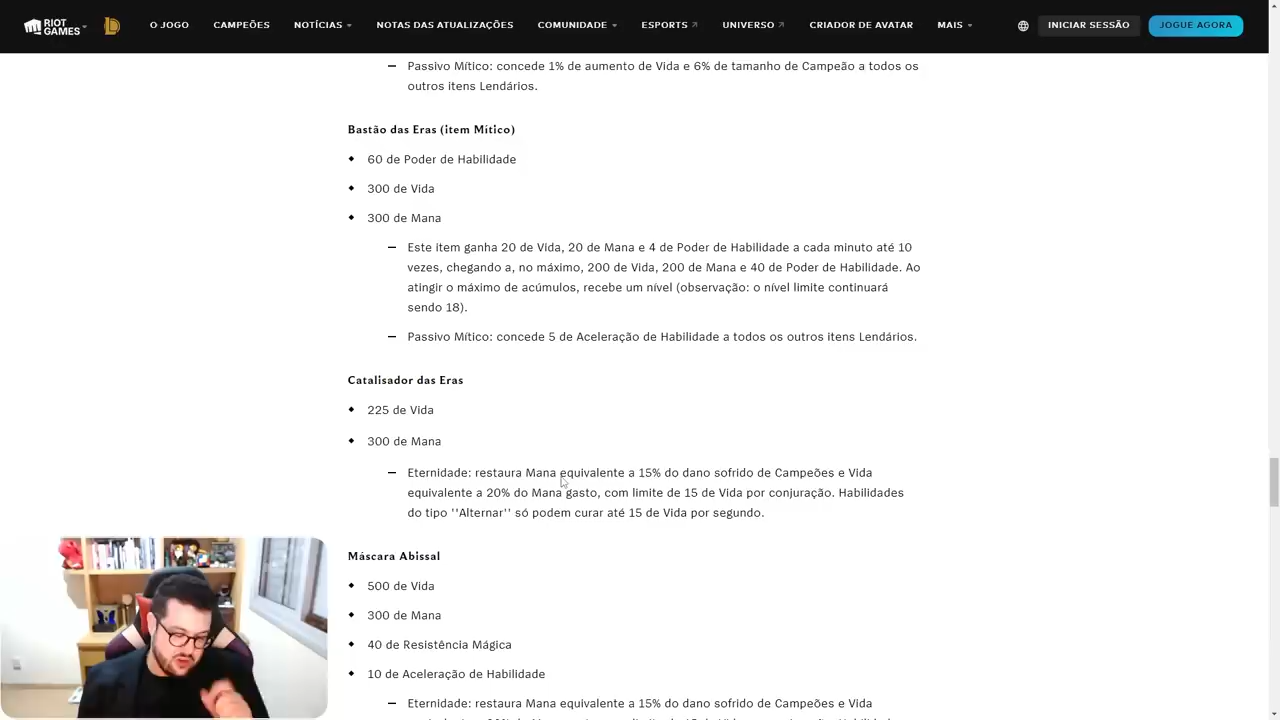 RIOT GAMES
O JOGO CAMPEÕES NOTÍCIAS NOTAS DAS ATUALIZAÇÕES COMUNIDADE ESPORTS UNIVERSO CRIADOR DE AVATAR MAIS INICIAR SESSÃO JOGUE AGORA
Passivo Mítico: concede 1% de aumento de Vida e 6% de tamanho de Campeão a todos os
outros itens Lendários.
Bastão das Eras (item Mítico)
60 de Poder de Habilidade
300 de Vida
300 de Mana
Este item ganha 20 de Vida, 20 de Mana e 4 de Poder de Habilidade a cada minuto até 10
vezes, chegando a, no máximo, 200 de Vida, 200 de Mana e 40 de Poder de Habilidade. Ao
atingir o máximo de acúmulos, recebe um nível (observação: o nível limite continuará
sendo 18).
Passivo Mítico: concede 5 de Aceleração de Habilidade a todos os outros itens Lendários.
Catalisador das Eras
225 de Vida
300 de Mana
Eternidade: restaura Mana equivalente a 15% do dano sofrido de Campeões e Vida
equivalente a 20% do Mana gasto, com limite de 15 de Vida por conjuração. Habilidades
do tipo ''Alternar'' só podem curar até 15 de Vida por segundo.
Máscara Abissal
500 de Vida
300 de Mana
40 de Resistência Mágica
10 de Aceleração de Habilidade
Eternidade: restaura Mana equivalente a 15% do dano sofrido de Campeões e Vida